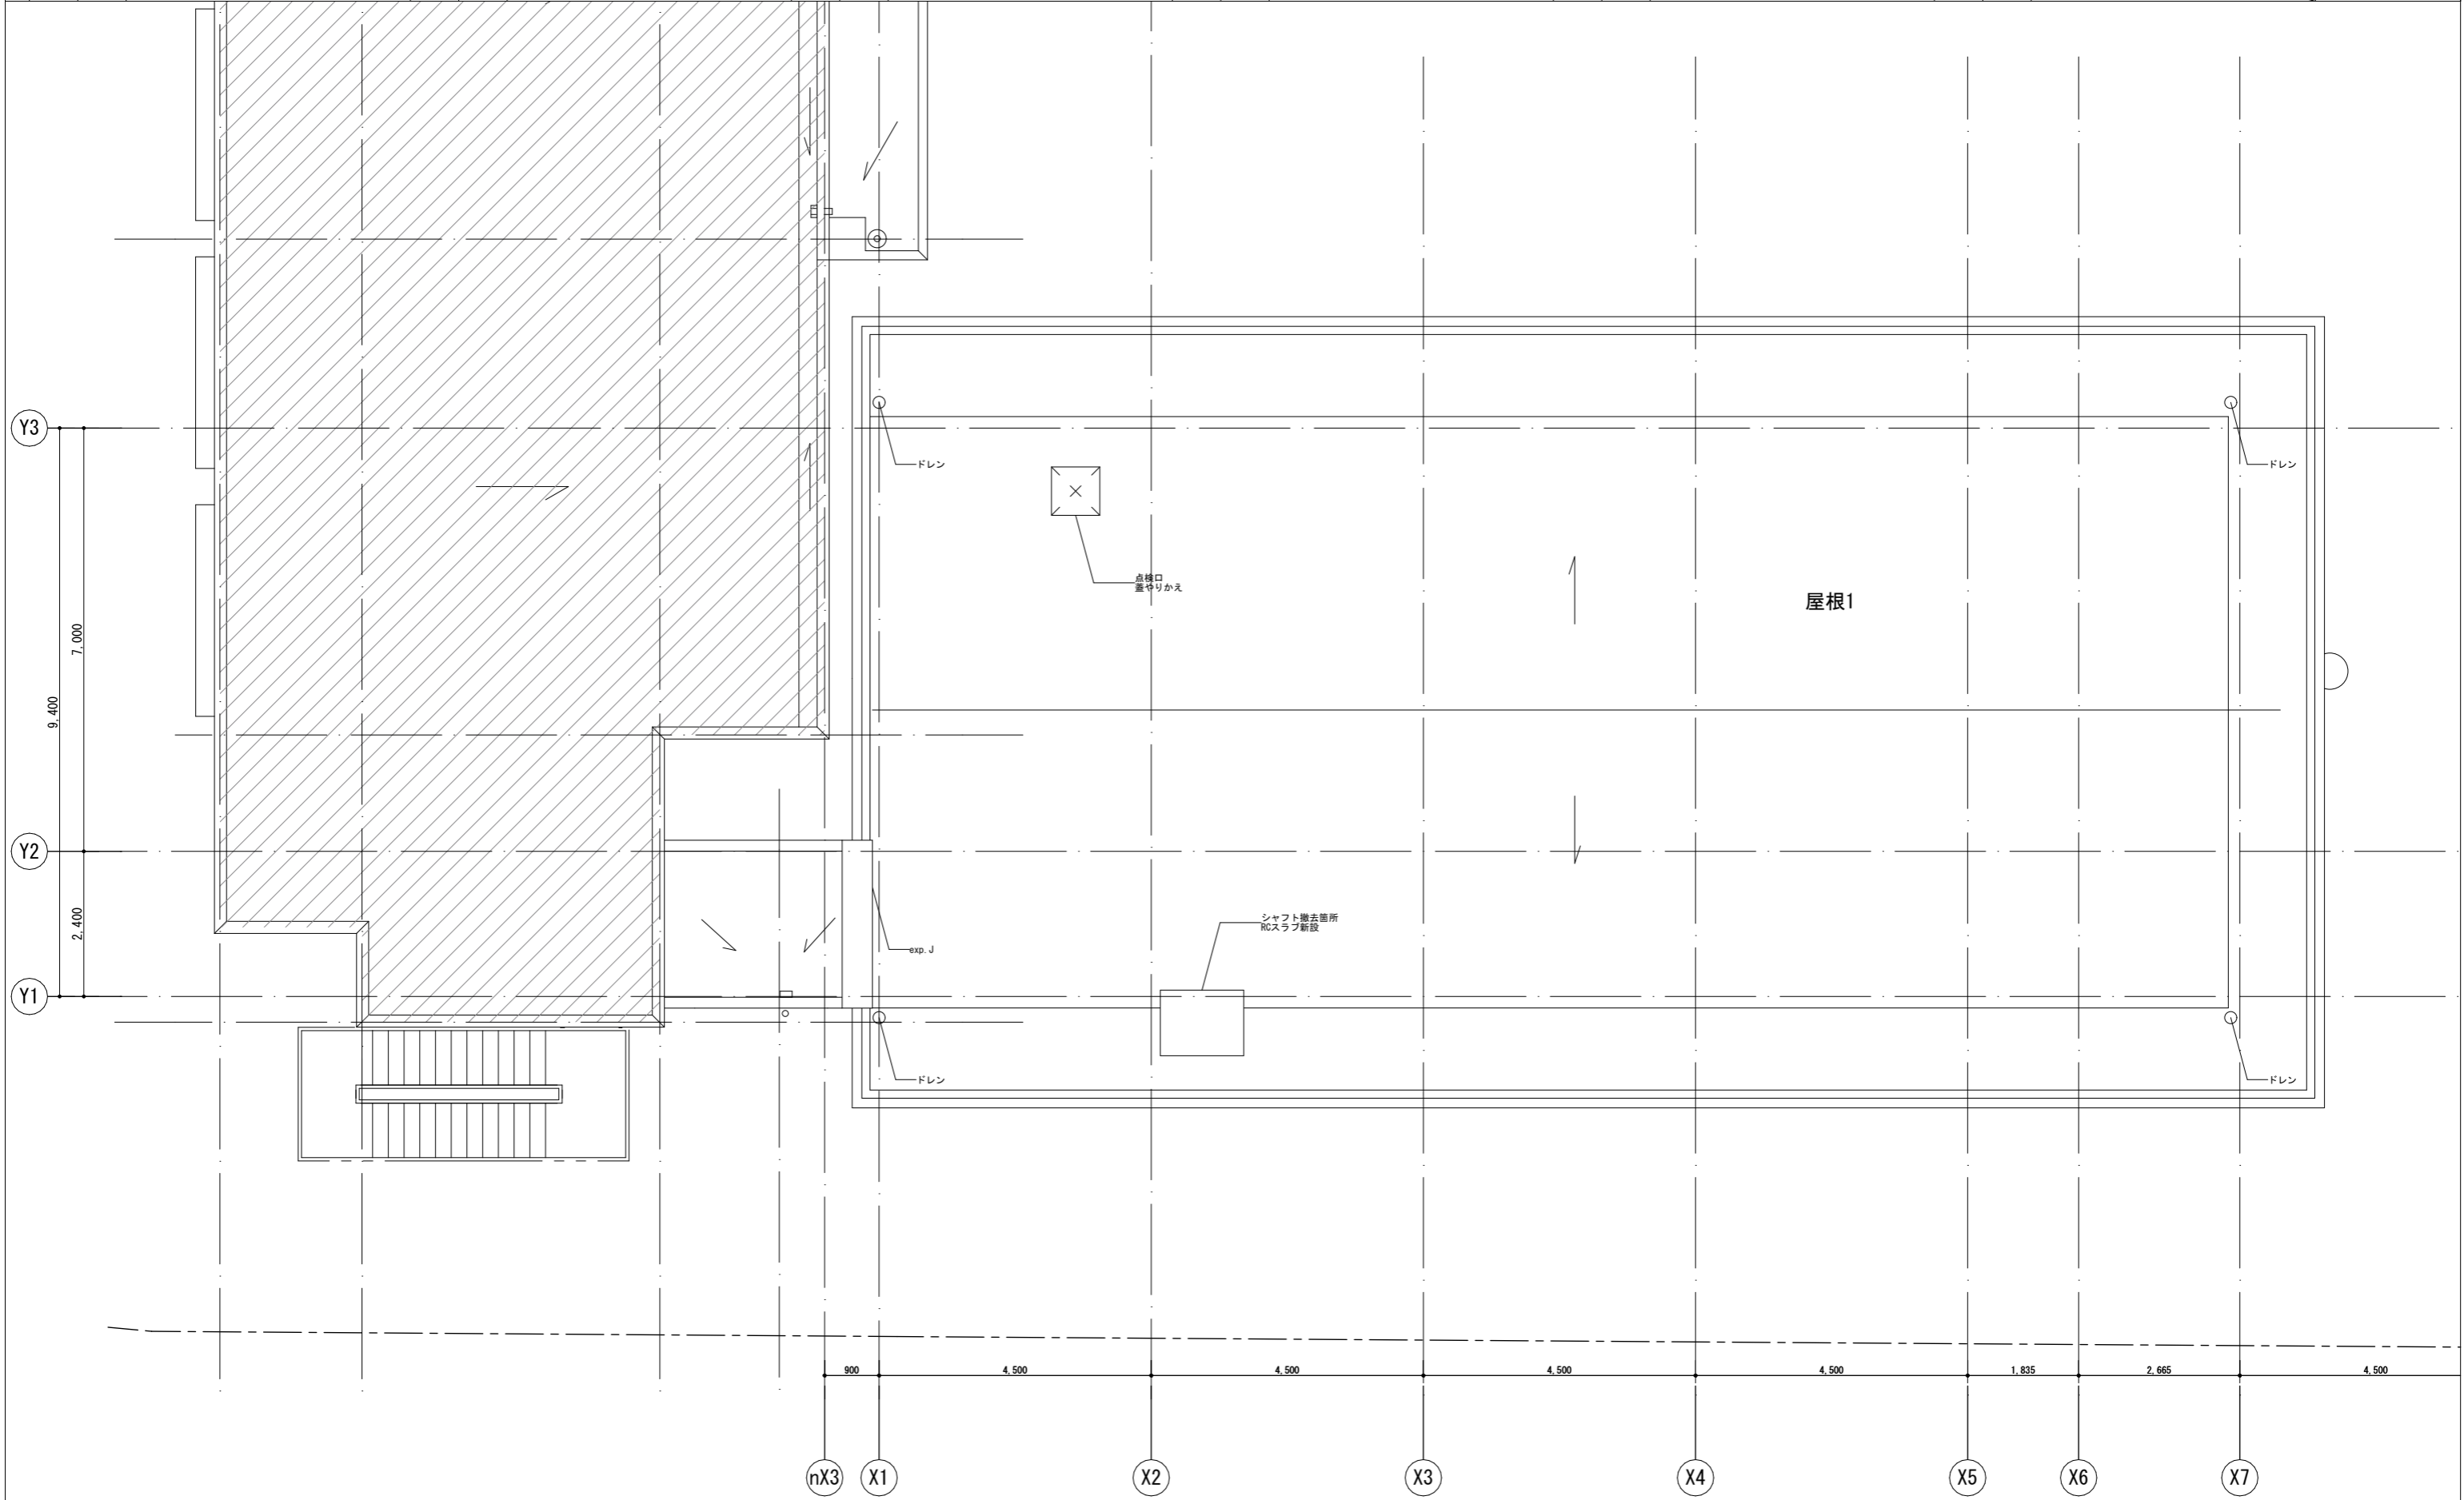 Y3
ドレン
ドレン
7,000
9,400
点検口
蓋やりかえ
屋根1
Y2
2,400
シャフト撤去箇所
RCスラブ新設
exp.J
Y1
ドレン
ドレン
900
4,500
4,500
4,500
4,500
1,835
2,665
4,500
nX3
X1
X2
X3
X4
X5
X6
X7